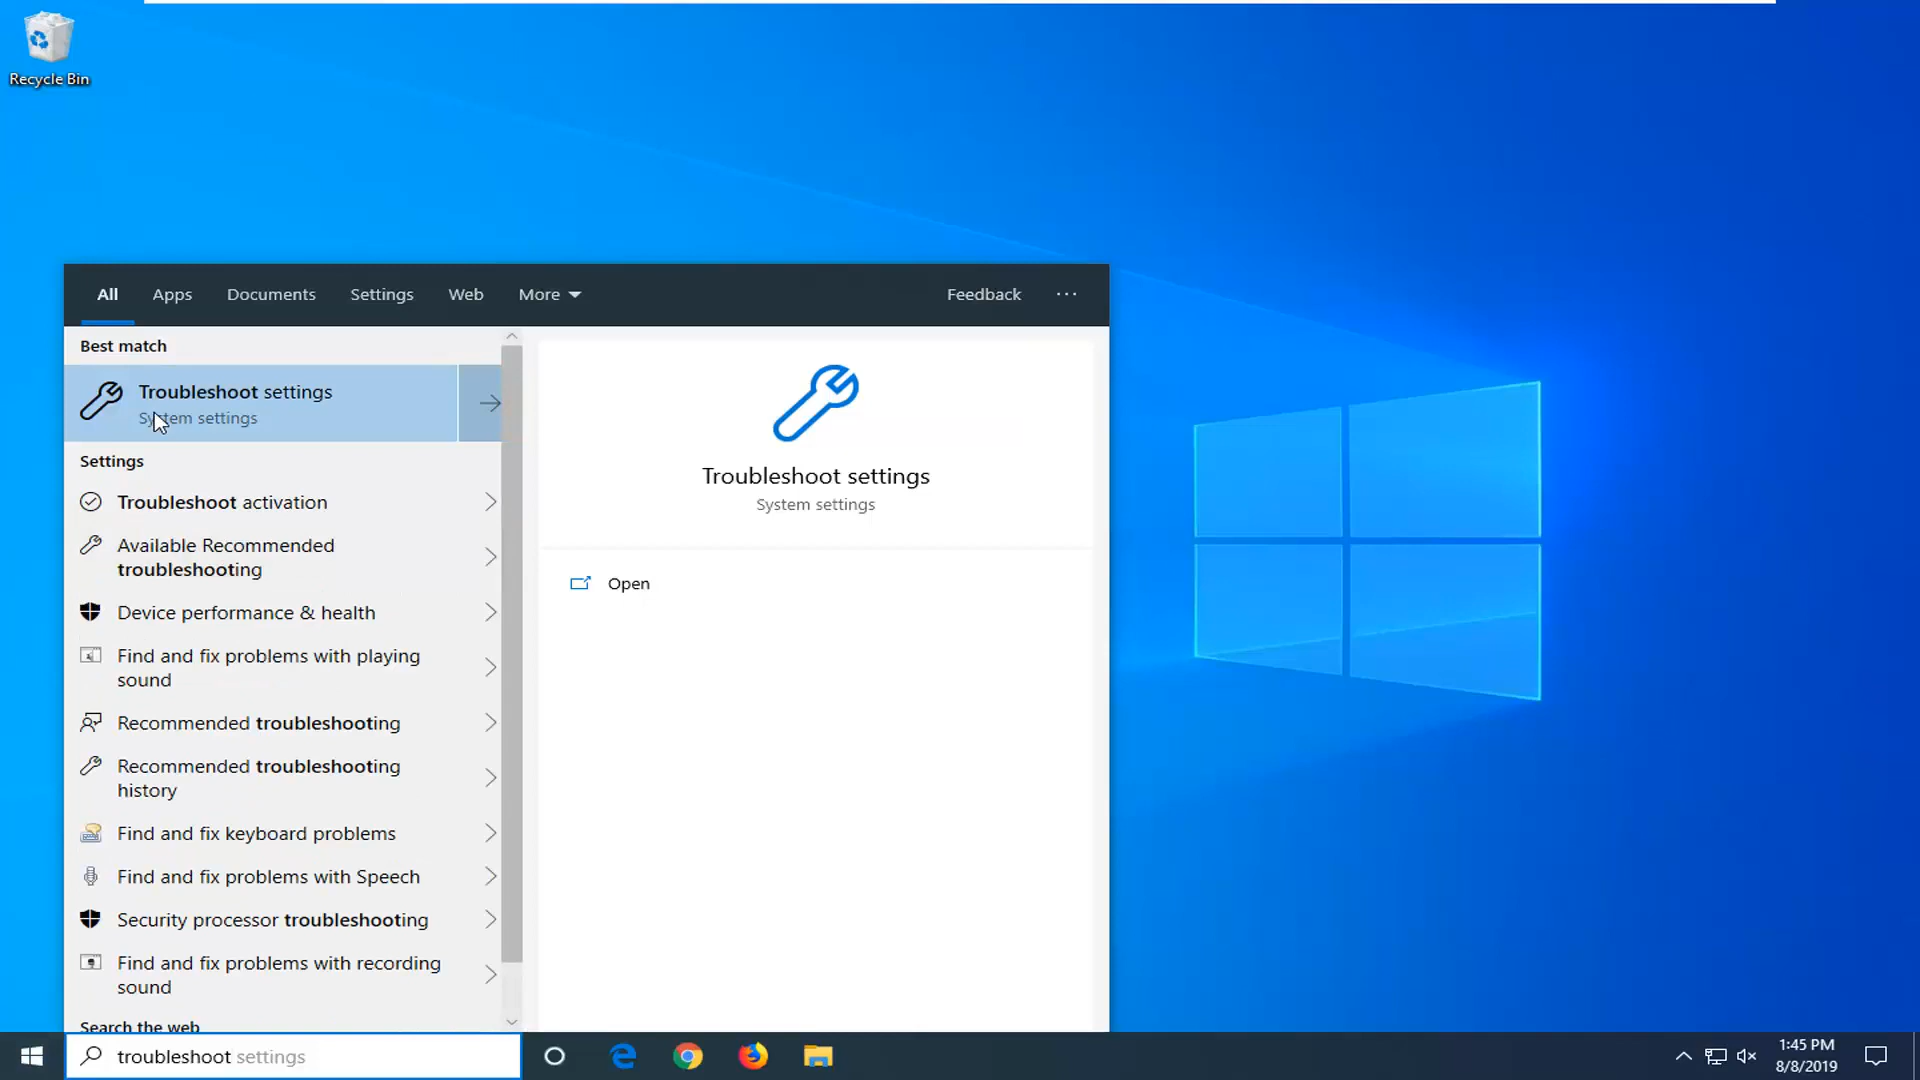 Recycle Bin
All Apps Documents Settings Web More Feedback ...
Best match
Troubleshoot settings
System settings
Settings
Troubleshoot activation
Available Recommended
troubleshooting
Device performance & health
Find and fix problems with playing
sound
Recommended troubleshooting
Recommended troubleshooting
history
Find and fix keyboard problems
Find and fix problems with Speech
Security processor troubleshooting
Find and fix problems with recording
sound
Search the web
Troubleshoot settings
System settings
Open
troubleshoot settings
1:45 PM
8/8/2019